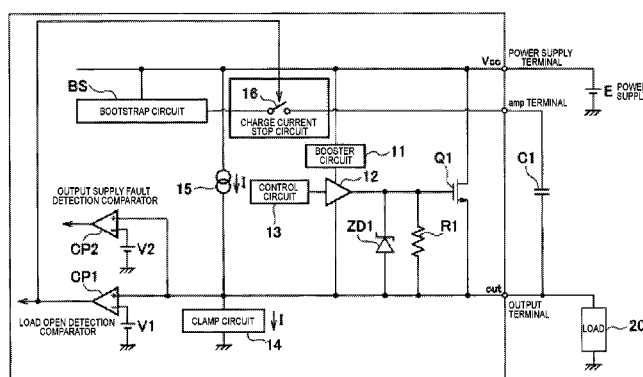 Vcc
POWER SUPPLY
TERMINAL
BS
16
E POWER
SUPPLY
BOOTSTRAP CIRCUIT
CHARGE CURRENT
STOP CIRCUIT
amp TERMINAL
BOOSTER
CIRCUIT
11
Q1
C1
12
15
I
CONTROL
CIRCUIT
13
OUTPUT SUPPLY FAULT
DETECTION COMPARATOR
ZD1
R1
CP2
V2
CP1
out
OUTPUT
TERMINAL
V1
LOAD OPEN DETECTION
COMPARATOR
CLAMP CIRCUIT
I
14
LOAD
20